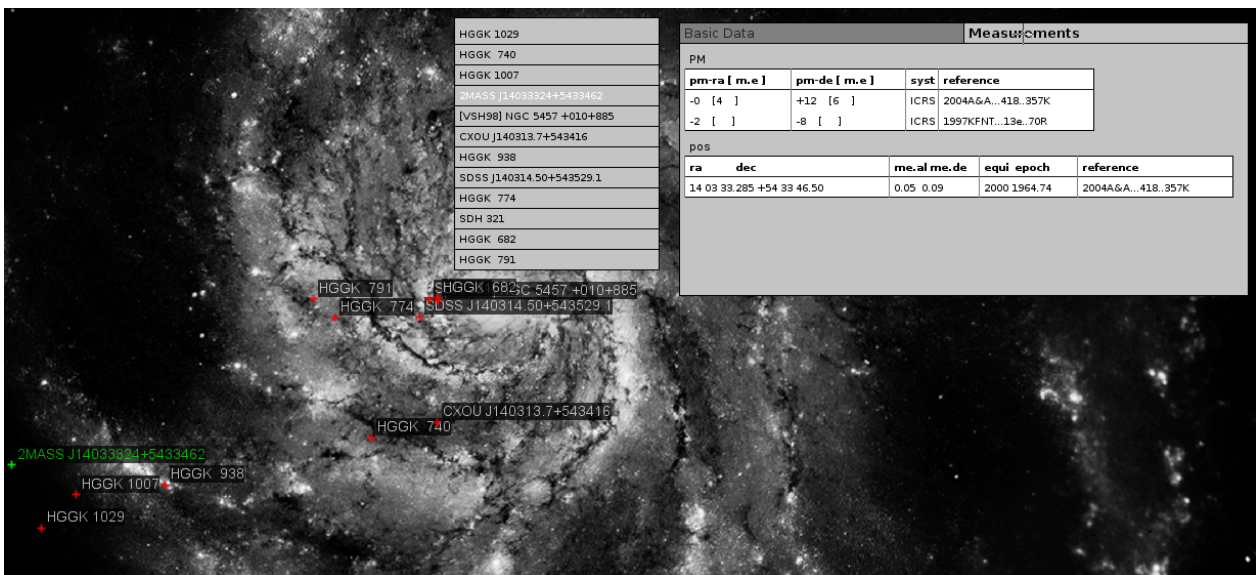 HGGK 1029
HGGK 740
HGGK 1007
2MASS J14033324+5433462
[VSH98] NGC 5457 +010+885
CXOU J140313.7+543416
HGGK 938
SDSS J140314.50+543529.1
HGGK 774
SDH 321
HGGK 682
HGGK 791
Basic Data Measurements
PM
pm-ra [ m.e ] pm-de [ m.e ] syst reference
-0 [4 ] +12 [6 ] ICRS 2004A&A...418..357K
-2 [ ] -8 [ ] ICRS 1997KFNT...13e..70R
pos
ra dec me.al me.de equi epoch reference
14 03 33.285 +54 33 46.50 0.05 0.09 2000 1964.74 2004A&A...418..357K
HGGK 791
HGGK 682
5457 +010+885
HGGK 774
SDSS J140314.50+543529.1
CXOU J140313.7+543416
HGGK 740
2MASS J14033324+5433462
HGGK 938
HGGK 1007
HGGK 1029